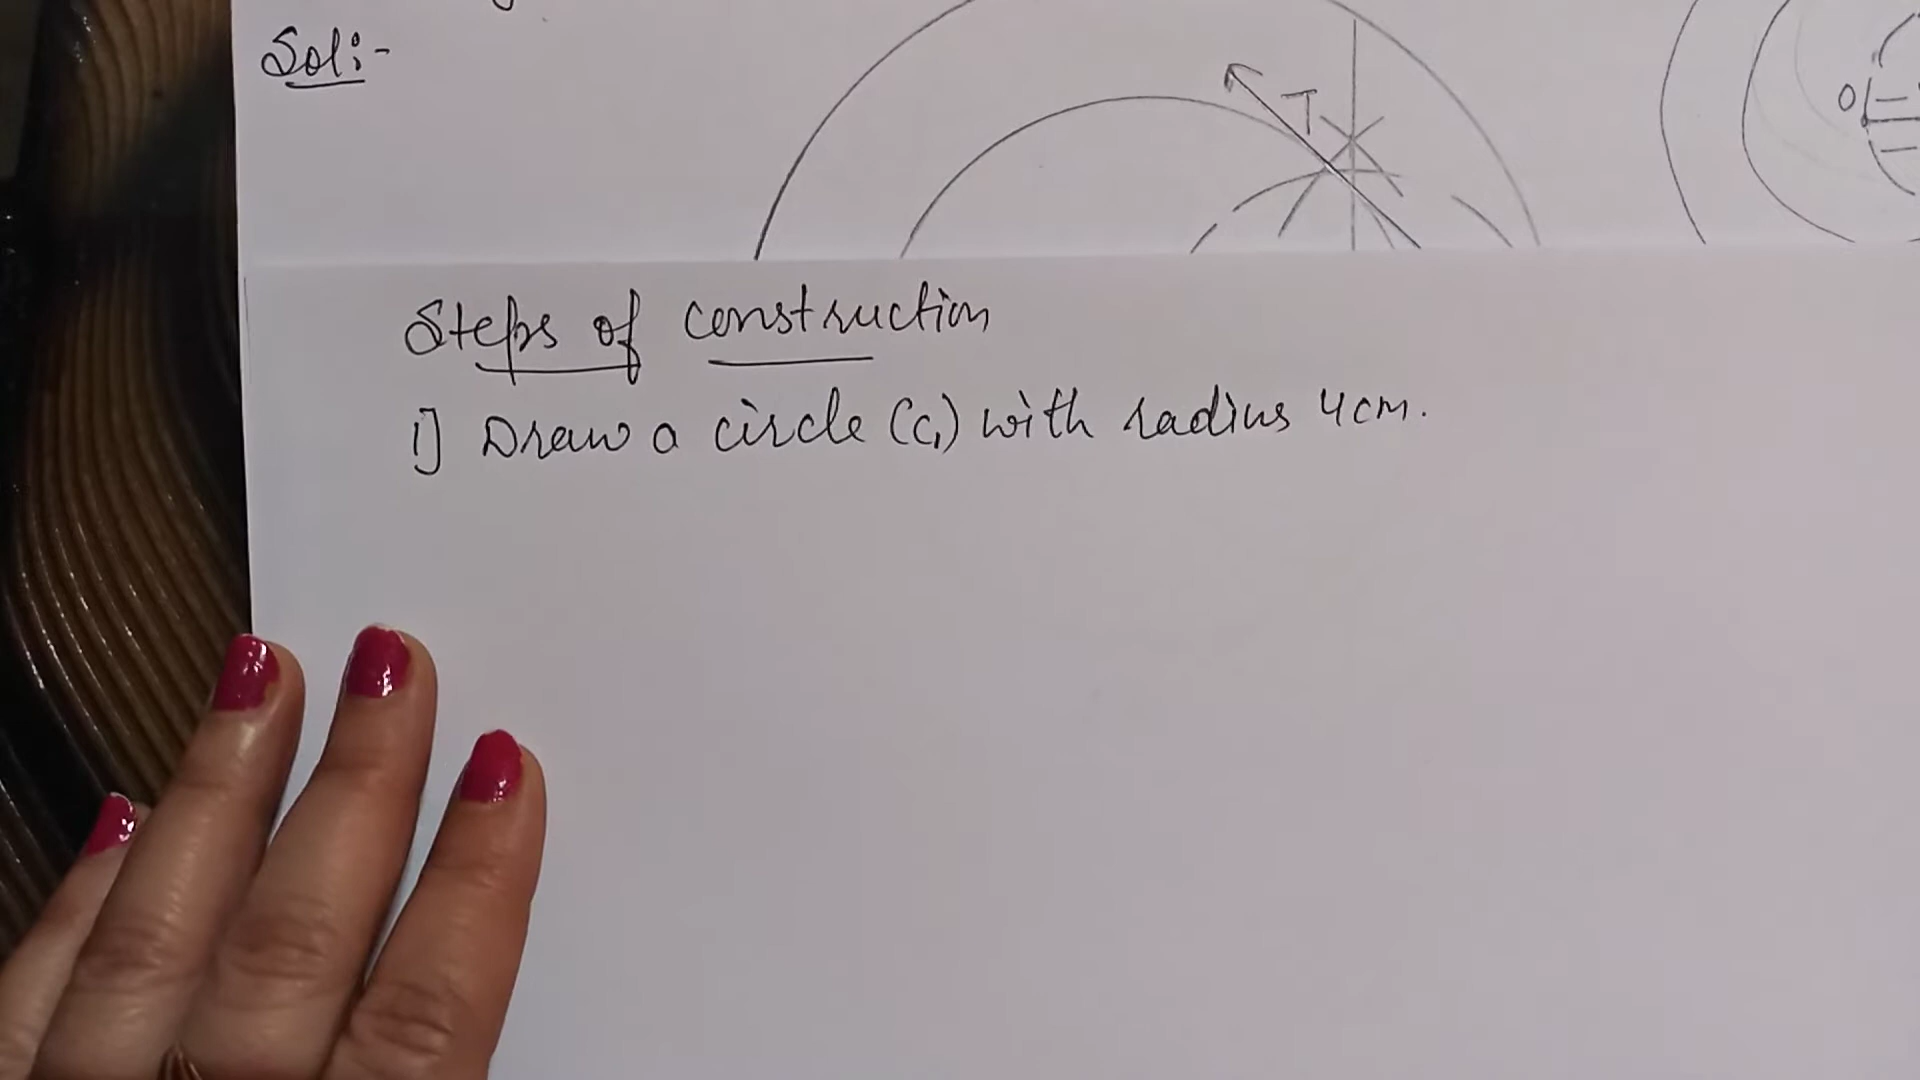 Sol:-
T
O
Steps of construction
1] Draw a circle (C₁) with radius 4cm.